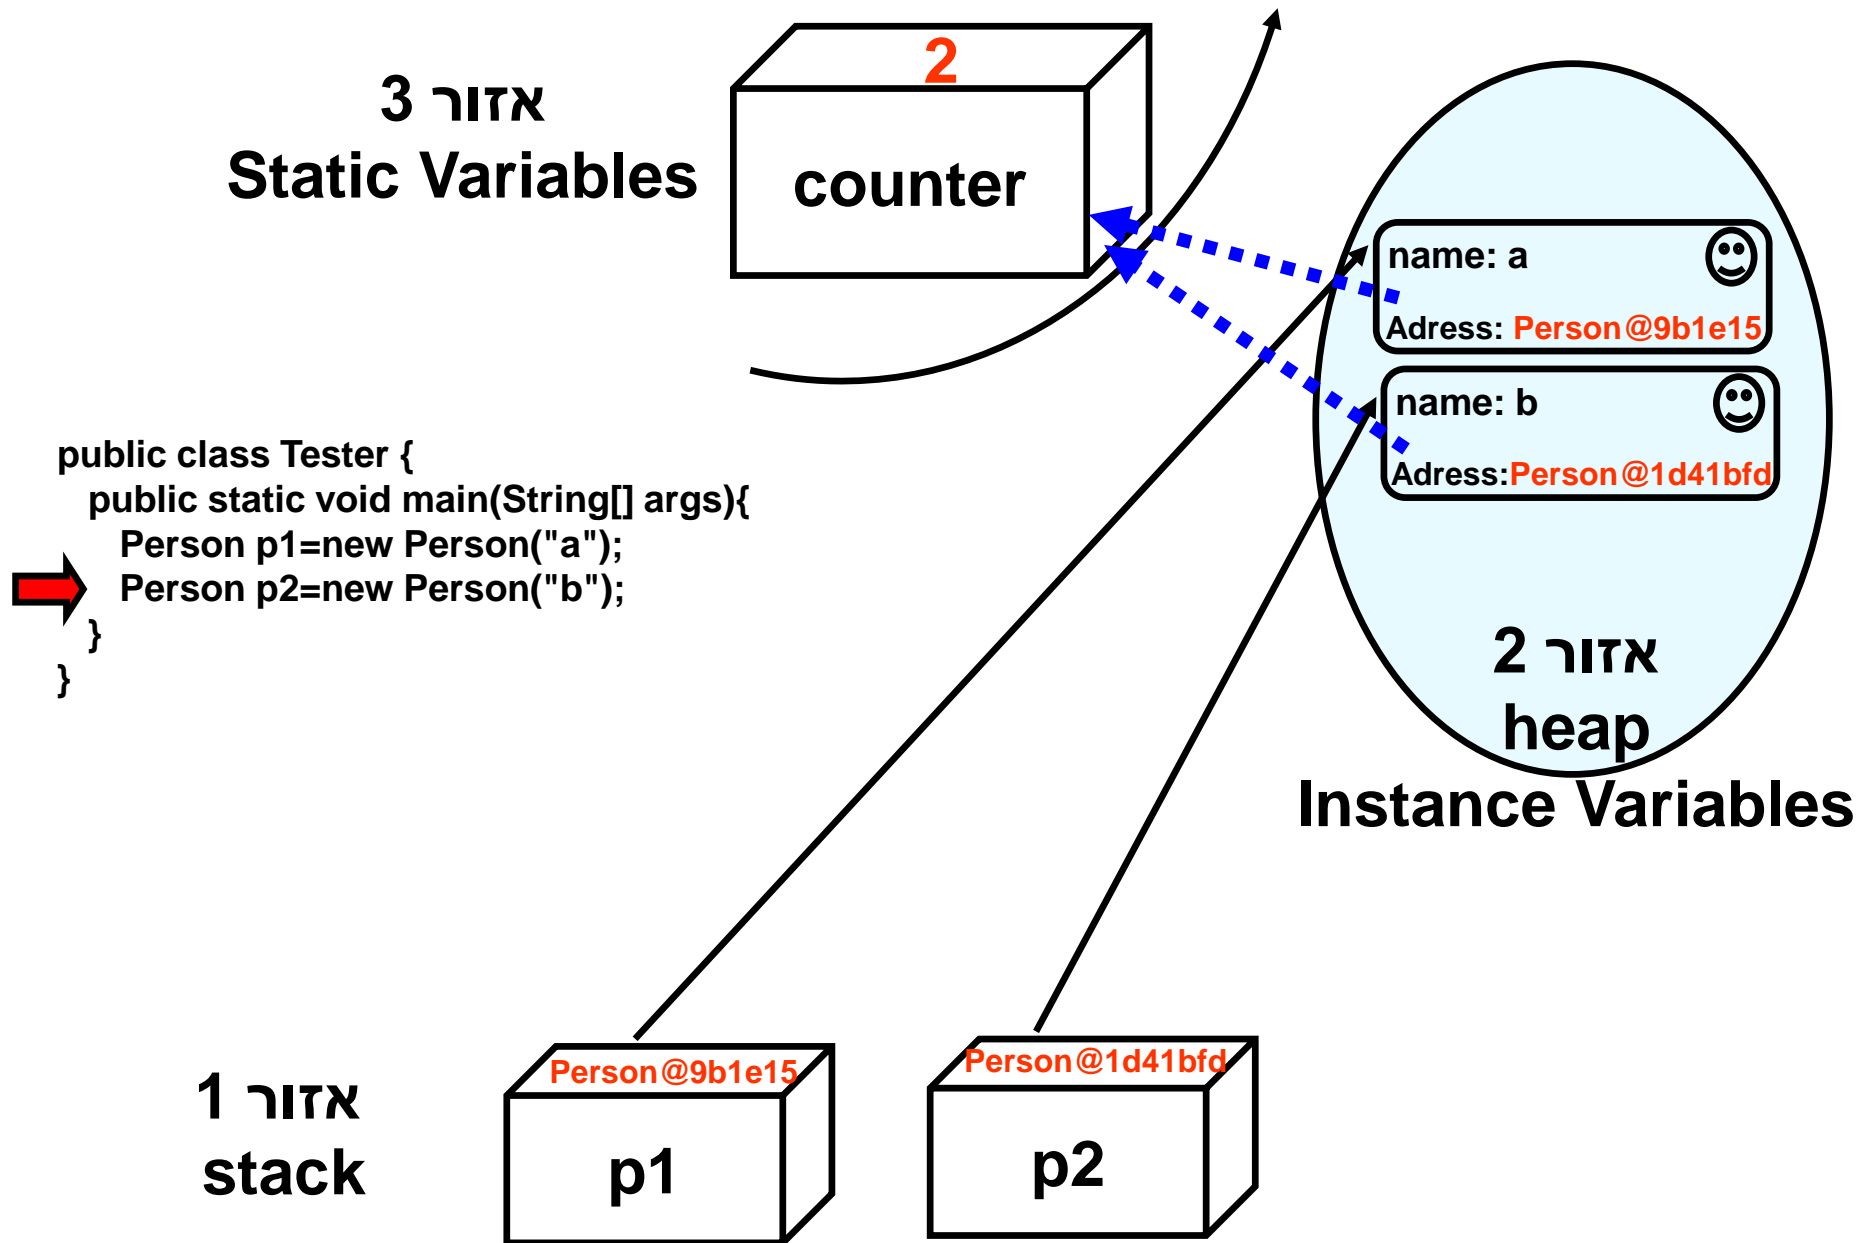 2
אזור 3
Static Variables
counter
name: a
Adress: Person@9b1e15
name: b
Adress:Person@1d41bfd
public class Tester {
public static void main(String[] args){
Person p1=new Person("a");
Person p2=new Person("b");
}
}
אזור 2
heap
Instance Variables
אזור 1
stack
Person@9b1e15
p1
Person@1d41bfd
p2